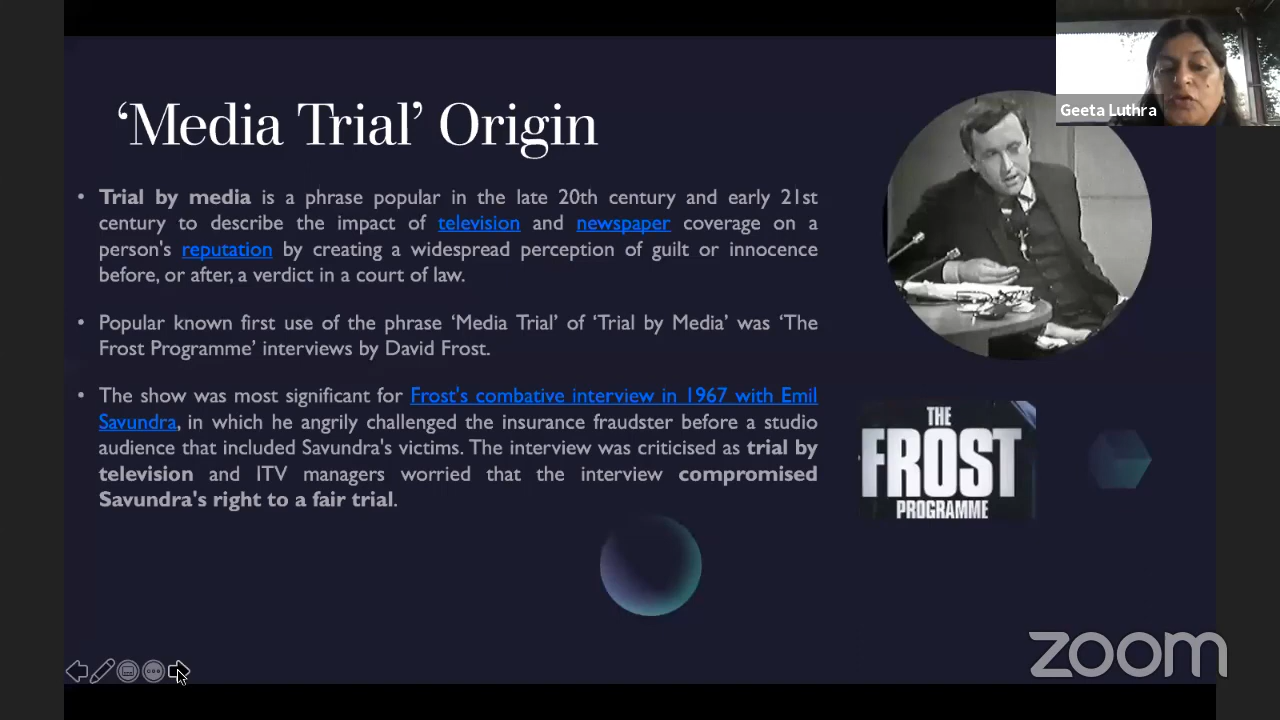 Geeta Luthra
‘Media Trial’ Origin
• Trial by media is a phrase popular in the late 20th century and early 21st
century to describe the impact of television and newspaper coverage on a
person's reputation by creating a widespread perception of guilt or innocence
before, or after, a verdict in a court of law.
• Popular known first use of the phrase ‘Media Trial’ of ‘Trial by Media’ was ‘The
Frost Programme’ interviews by David Frost.
• The show was most significant for Frost's combative interview in 1967 with Emil
Savundra, in which he angrily challenged the insurance fraudster before a studio
audience that included Savundra's victims. The interview was criticised as trial by
television and ITV managers worried that the interview compromised
Savundra's right to a fair trial.
THE
FROST
PROGRAMME
zoom